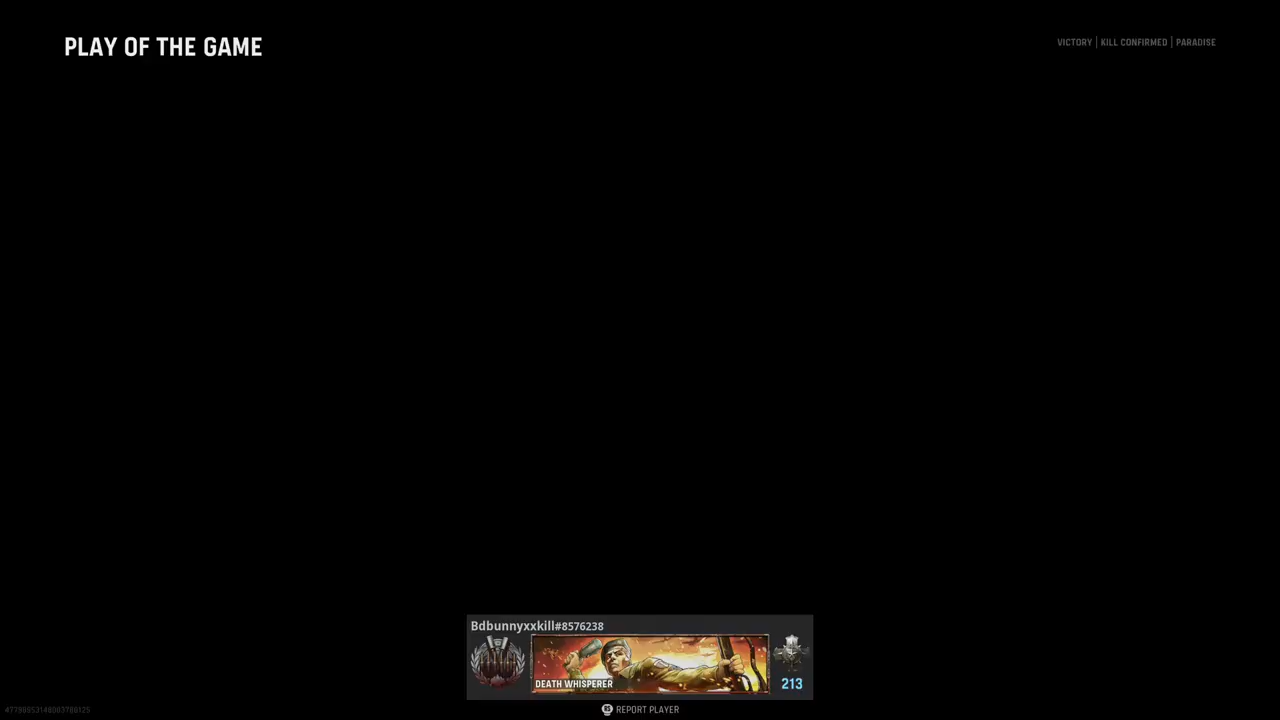 PLAY OF THE GAME
VICTORY | KILL CONFIRMED | PARADISE
Bdbunnyxxkill#8576238
DEATH WHISPERER
213
REPORT PLAYER